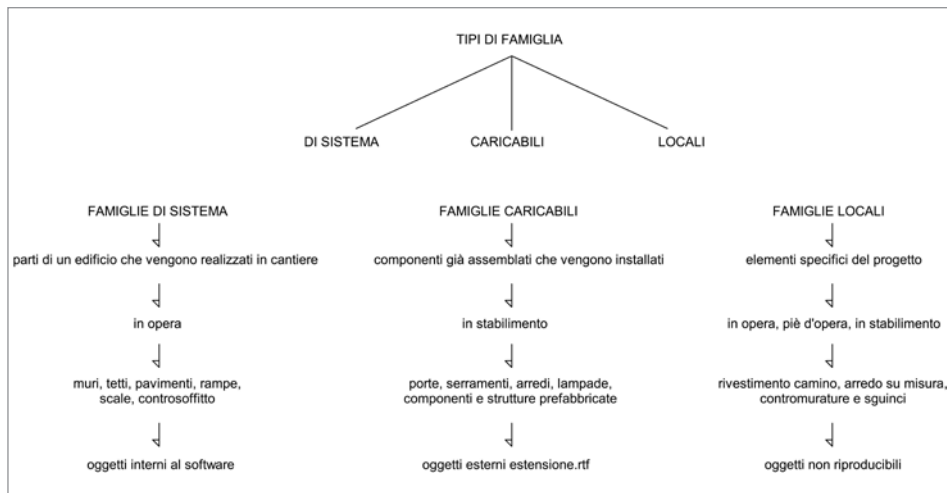 TIPI DI FAMIGLIA
DI SISTEMA
CARICABILI
LOCALI
FAMIGLIE DI SISTEMA
parti di un edificio che vengono realizzati in cantiere
in opera
muri, tetti, pavimenti, rampe,
scale, controsoffitto
oggetti interni al software
FAMIGLIE CARICABILI
componenti già assemblati che vengono installati
in stabilimento
porte, serramenti, arredi, lampade,
componenti e strutture prefabbricate
oggetti esterni estensione.rtf
FAMIGLIE LOCALI
elementi specifici del progetto
in opera, piè d'opera, in stabilimento
rivestimento camino, arredo su misura,
contromurature e sguinci
oggetti non riproducibili